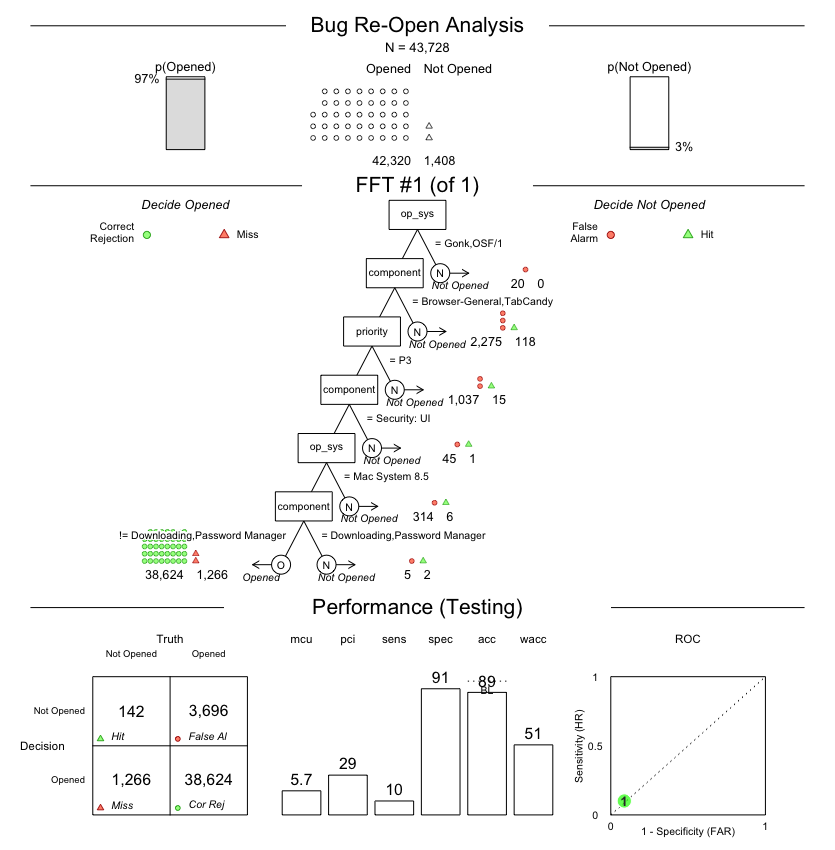 Bug Re-Open Analysis
N = 43,728
p(Opened)
97%
Opened Not Opened
42,320 1,408
p(Not Opened)
3%
FFT #1 (of 1)
Decide Opened
Correct
Rejection
Miss
Decide Not Opened
False
Alarm
Hit
op_sys
= Gonk,OSF/1
component
N
Not Opened
20 0
= Browser-General,TabCandy
priority
N
Not Opened
2,275 118
= P3
component
N
Not Opened
1,037 15
= Security: UI
op_sys
N
Not Opened
45 1
= Mac System 8.5
component
N
Not Opened
314 6
!= Downloading,Password Manager
= Downloading,Password Manager
O
N
38,624 1,266
Opened
Not Opened
5 2
Performance (Testing)
Truth
Not Opened Opened
Decision
Not Opened
142
Hit
3,696
False Al
Opened
1,266
Miss
38,624
Cor Rej
mcu pci sens spec acc wacc
5.7
29
10
91
89
BL
51
ROC
Sensitivity (HR)
1
0.5
0
1
0 1
1 - Specificity (FAR)